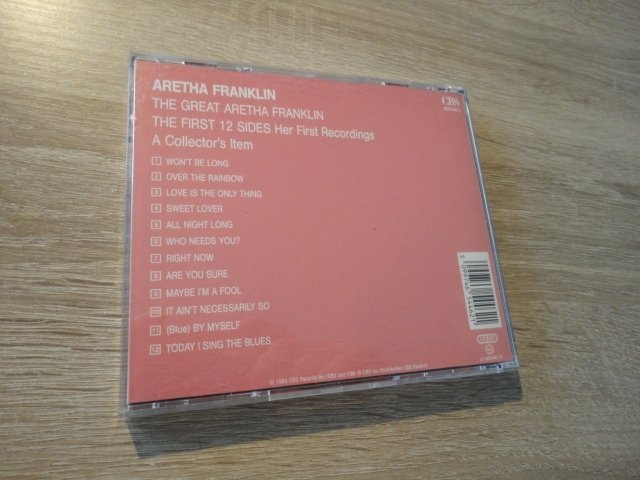 ARETHA FRANKLIN
CBS
THE GREAT ARETHA FRANKLIN
THE FIRST 12 SIDES Her First Recordings
A Collector's Item
1 WON'T BE LONG
2 OVER THE RAINBOW
3 LOVE IS THE ONLY THING
4 SWEET LOVER
5 ALL NIGHT LONG
6 WHO NEEDS YOU?
7 RIGHT NOW
8 ARE YOU SURE
9 MAYBE I'M A FOOL
10 IT AIN'T NECESSARILY SO
11 (Blue) BY MYSELF
12 TODAY I SING THE BLUES
CBS Records Inc.